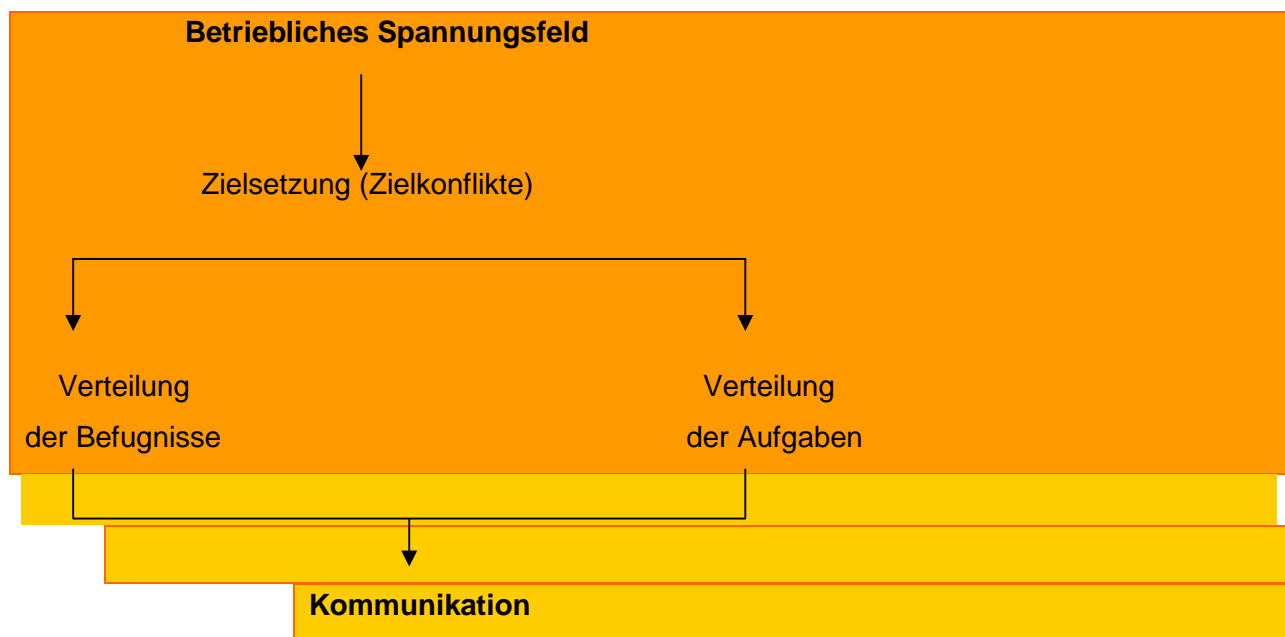 Betriebliches Spannungsfeld
Zielsetzung (Zielkonflikte)
Verteilung
der Befugnisse
Verteilung
der Aufgaben
Kommunikation